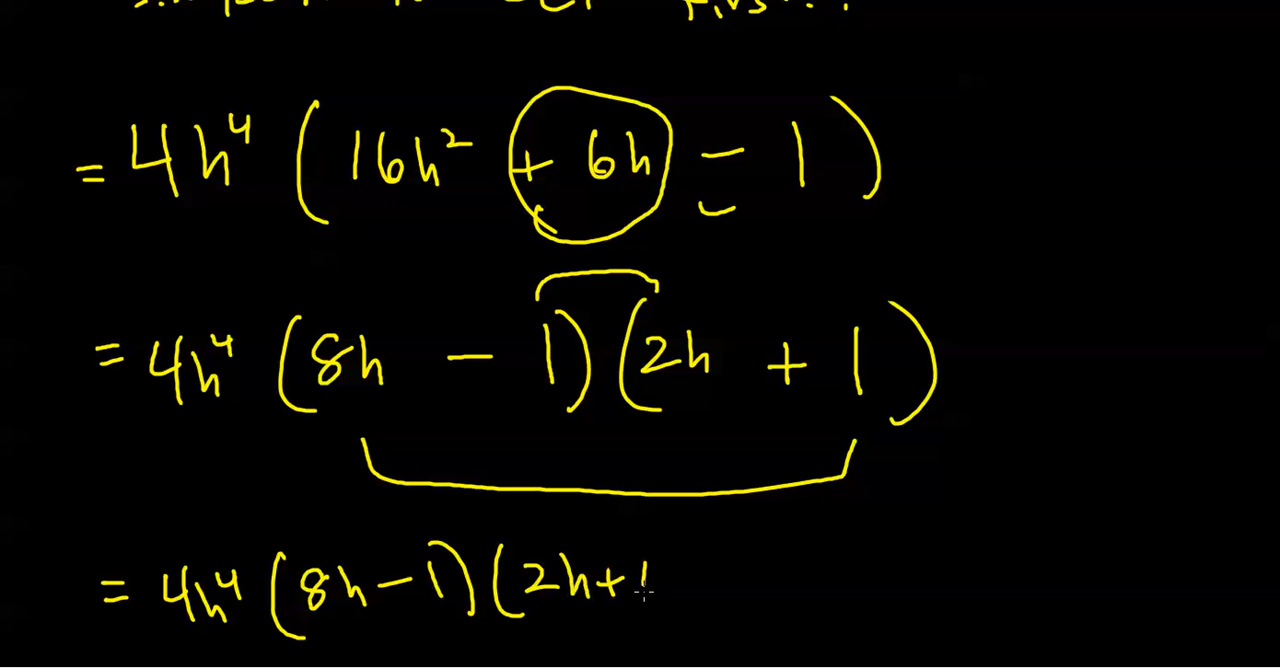 = 4h⁴ ( 16h² + 6h - 1 )
= 4h⁴ ( 8h - 1 ) ( 2h + 1 )
= 4h⁴ ( 8h - 1 ) ( 2h + 1